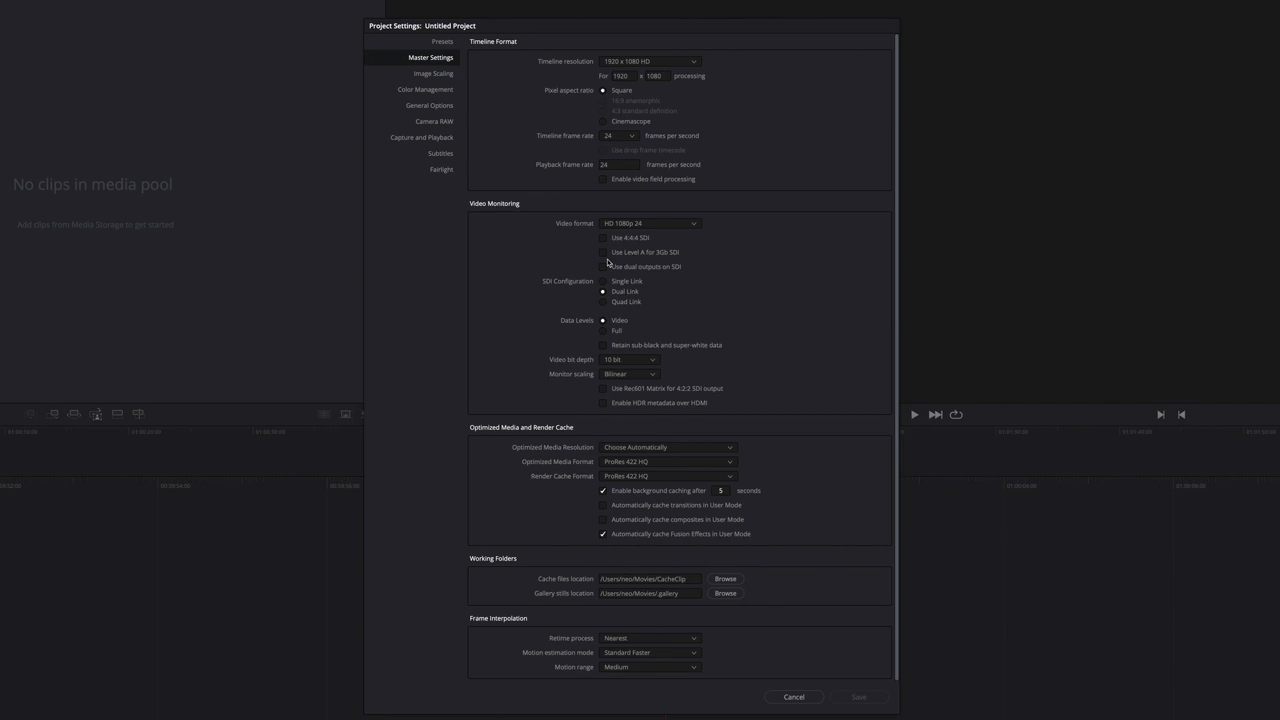 Project Settings: Untitled Project
Presets
Master Settings
Image Scaling
Color Management
General Options
Camera RAW
Capture and Playback
Subtitles
Fairlight
Timeline Format
Timeline resolution 1920 x 1080 HD
For 1920 x 1080 processing
Pixel aspect ratio Square
16:9 anamorphic
4:3 standard definition
Cinemascope
Timeline frame rate 24 frames per second
Use drop frame timecode
Playback frame rate 24 frames per second
Enable video field processing
Video Monitoring
Video format HD 1080p 24
Use 4:4:4 SDI
Use Level A for 3Gb SDI
Use dual outputs on SDI
SDI Configuration Single Link
Dual Link
Quad Link
Data Levels Video
Full
Retain sub-black and super-white data
Video bit depth 10 bit
Monitor scaling Bilinear
Use Rec601 Matrix for 4:2:2 SDI output
Enable HDR metadata over HDMI
Optimized Media and Render Cache
Optimized Media Resolution Choose Automatically
Optimized Media Format ProRes 422 HQ
Render Cache Format ProRes 422 HQ
Enable background caching after 5 seconds
Automatically cache transitions in User Mode
Automatically cache composites in User Mode
Automatically cache Fusion Effects in User Mode
Working Folders
Cache files location /Users/neo/Movies/CacheClip Browse
Gallery stills location /Users/neo/Movies/.gallery Browse
Frame Interpolation
Retime process Nearest
Motion estimation mode Standard Faster
Motion range Medium
Cancel Save
No clips in media pool
Add clips from Media Storage to get started